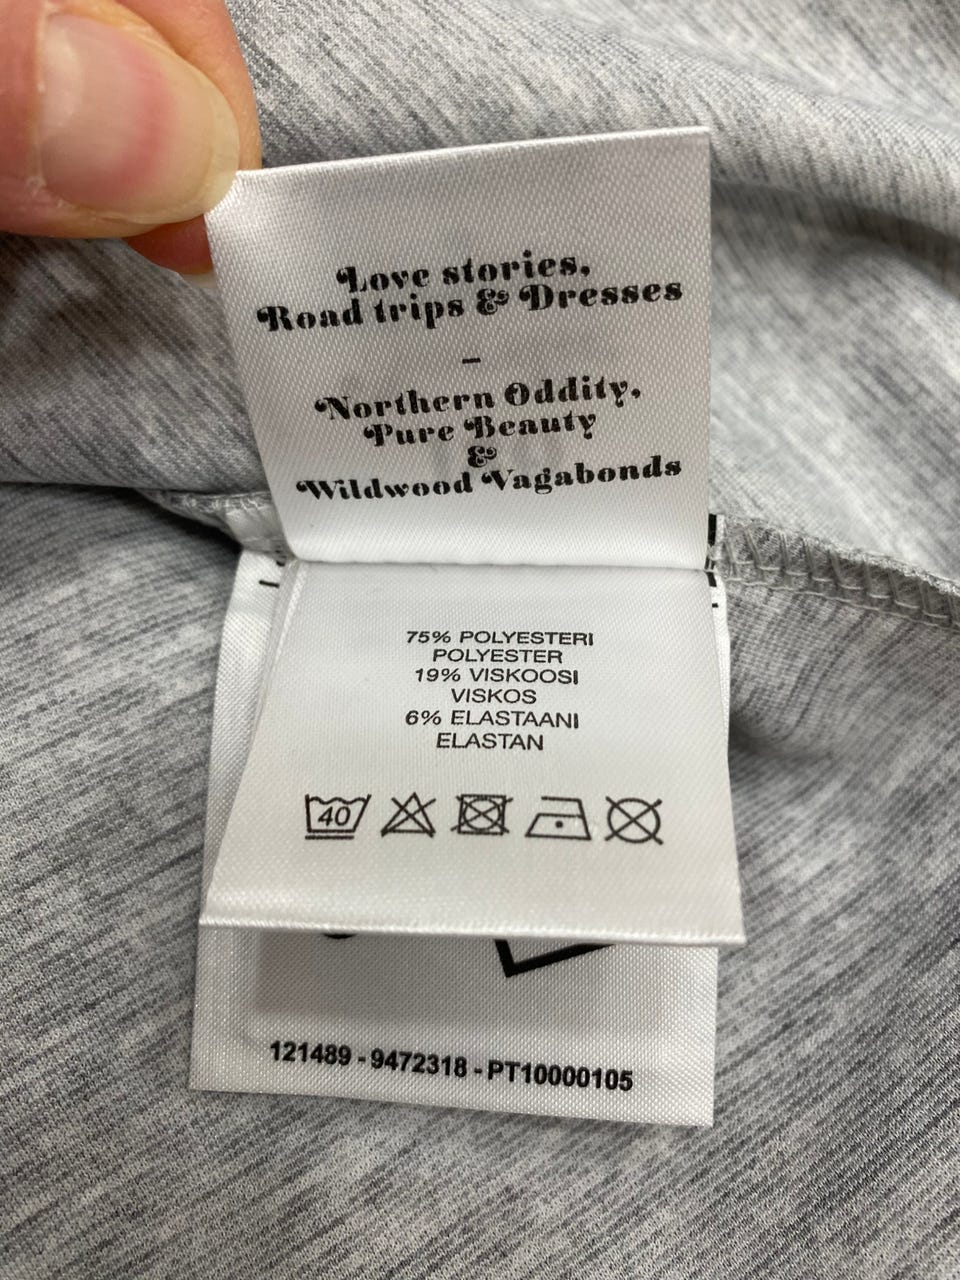 Love stories,
Road trips & Dresses
–
Northern Oddity,
Pure Beauty
&
Wildwood Vagabonds
75% POLYESTERI
POLYESTER
19% VISKOOSI
VISKOS
6% ELASTAANI
ELASTAN
40
121489 - 9472318 - PT10000105